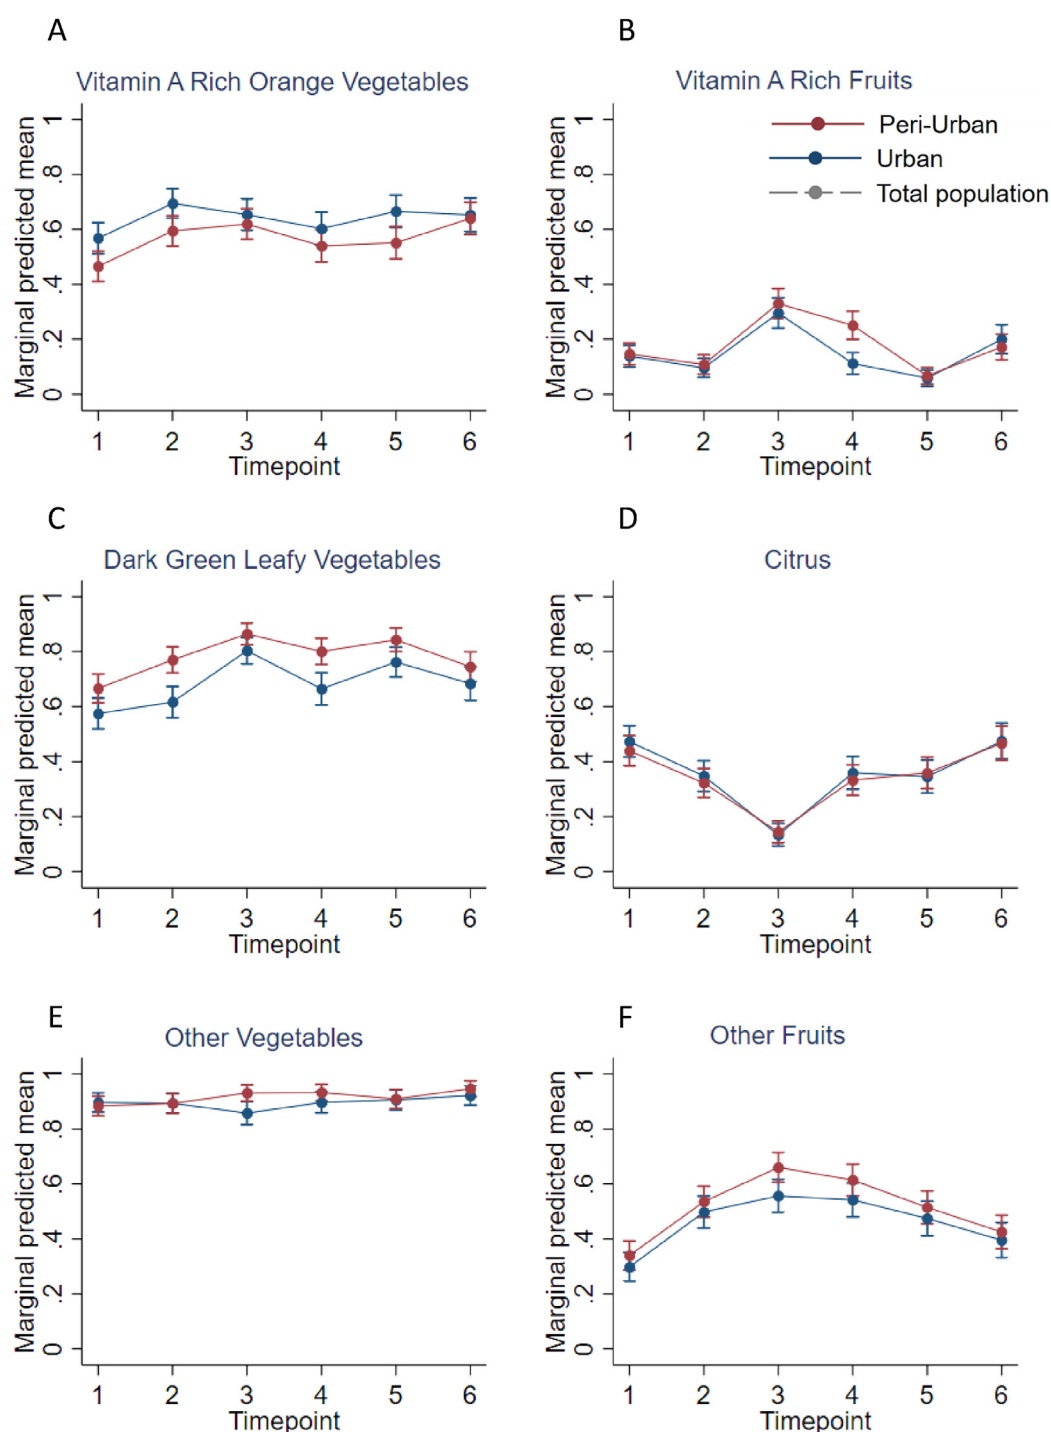 A
B
Vitamin A Rich Orange Vegetables
Vitamin A Rich Fruits
Marginal predicted mean
0 .2 .4 .6 .8 1
1 2 3 4 5 6
Timepoint
Marginal predicted mean
0 .2 .4 .6 .8 1
Peri-Urban
Urban
Total population
1 2 3 4 5 6
Timepoint
C
D
Dark Green Leafy Vegetables
Citrus
Marginal predicted mean
0 .2 .4 .6 .8 1
1 2 3 4 5 6
Timepoint
Marginal predicted mean
0 .2 .4 .6 .8 1
1 2 3 4 5 6
Timepoint
E
F
Other Vegetables
Other Fruits
Marginal predicted mean
0 .2 .4 .6 .8 1
1 2 3 4 5 6
Timepoint
Marginal predicted mean
0 .2 .4 .6 .8 1
1 2 3 4 5 6
Timepoint